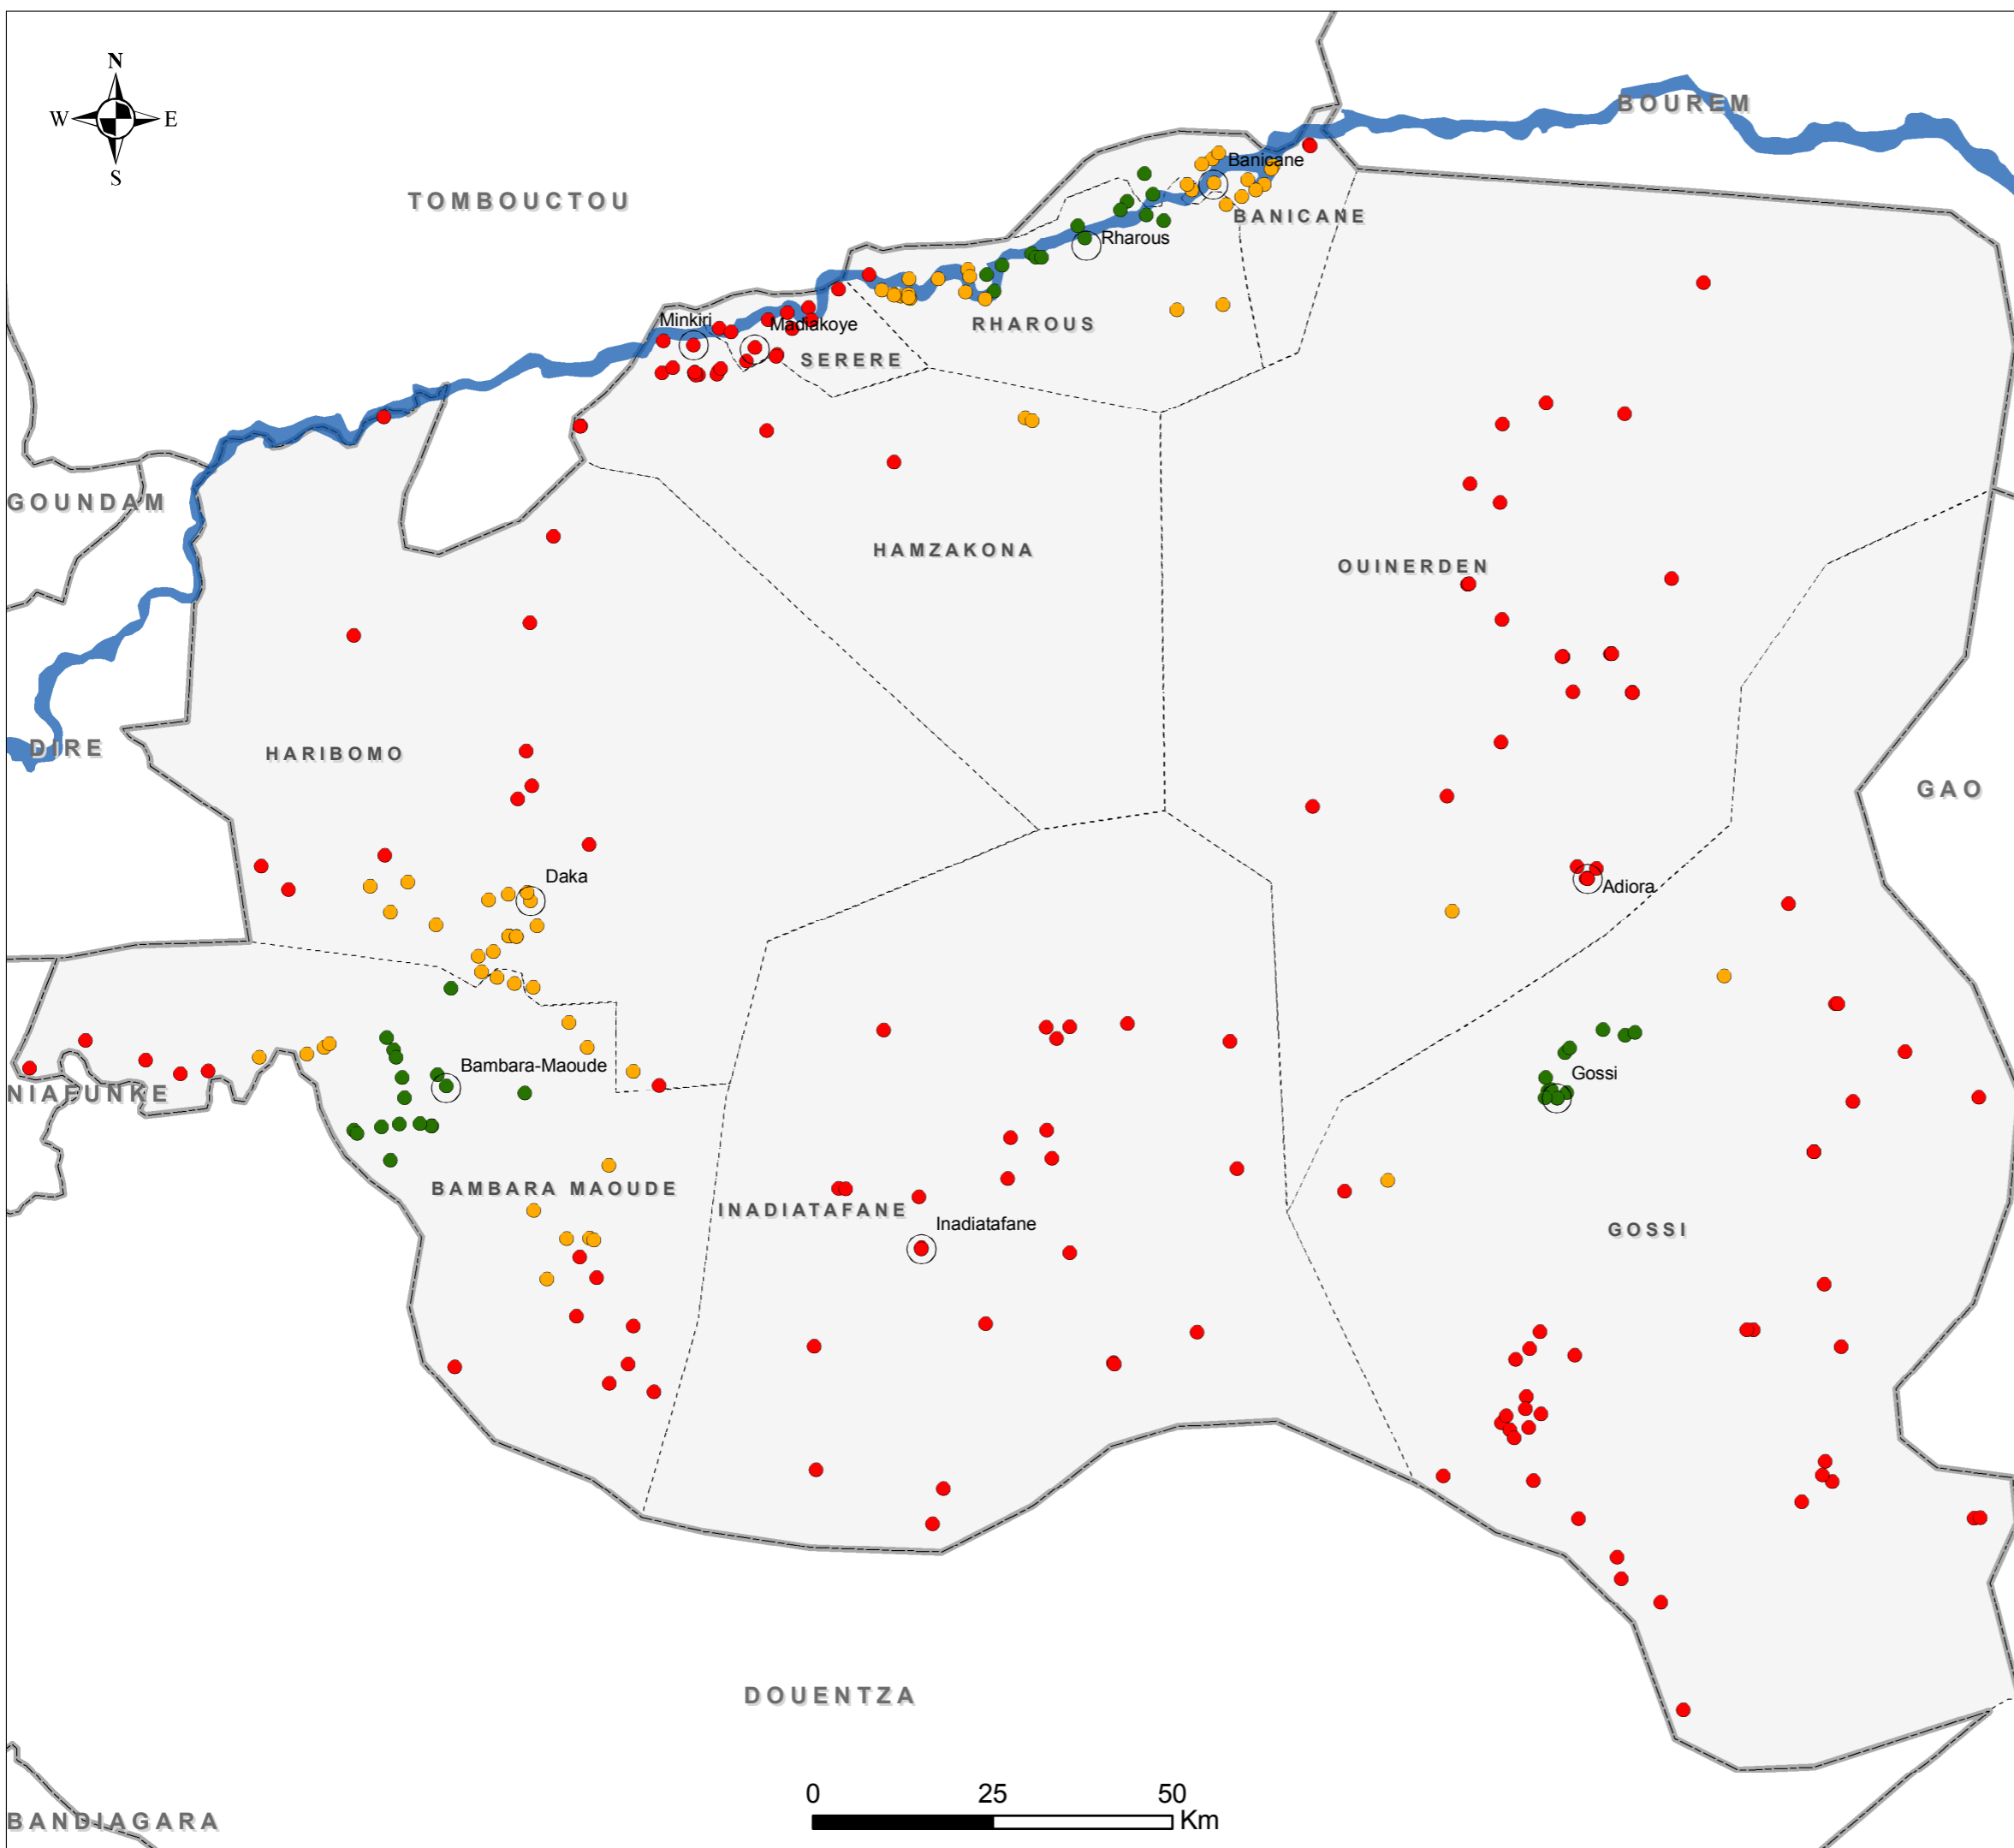 N
W E
S
BOUREM
TOMBOUCTOU
Banicane
BANICANE
Rharous
Minkiri
Madiakoye
RHAROUS
SERERE
GOUNDAM
HAMZAKONA
OUINERDEN
DIRE
HARIBOMO
GAO
Daka
Adiora
Bambara-Maoude
Gossi
NIAFUNKE
BAMBARA MAOUDE
INADIATAFANE
Inadiatafane
GOSSI
DOUENTZA
0 25 50
Km
BANDIAGARA